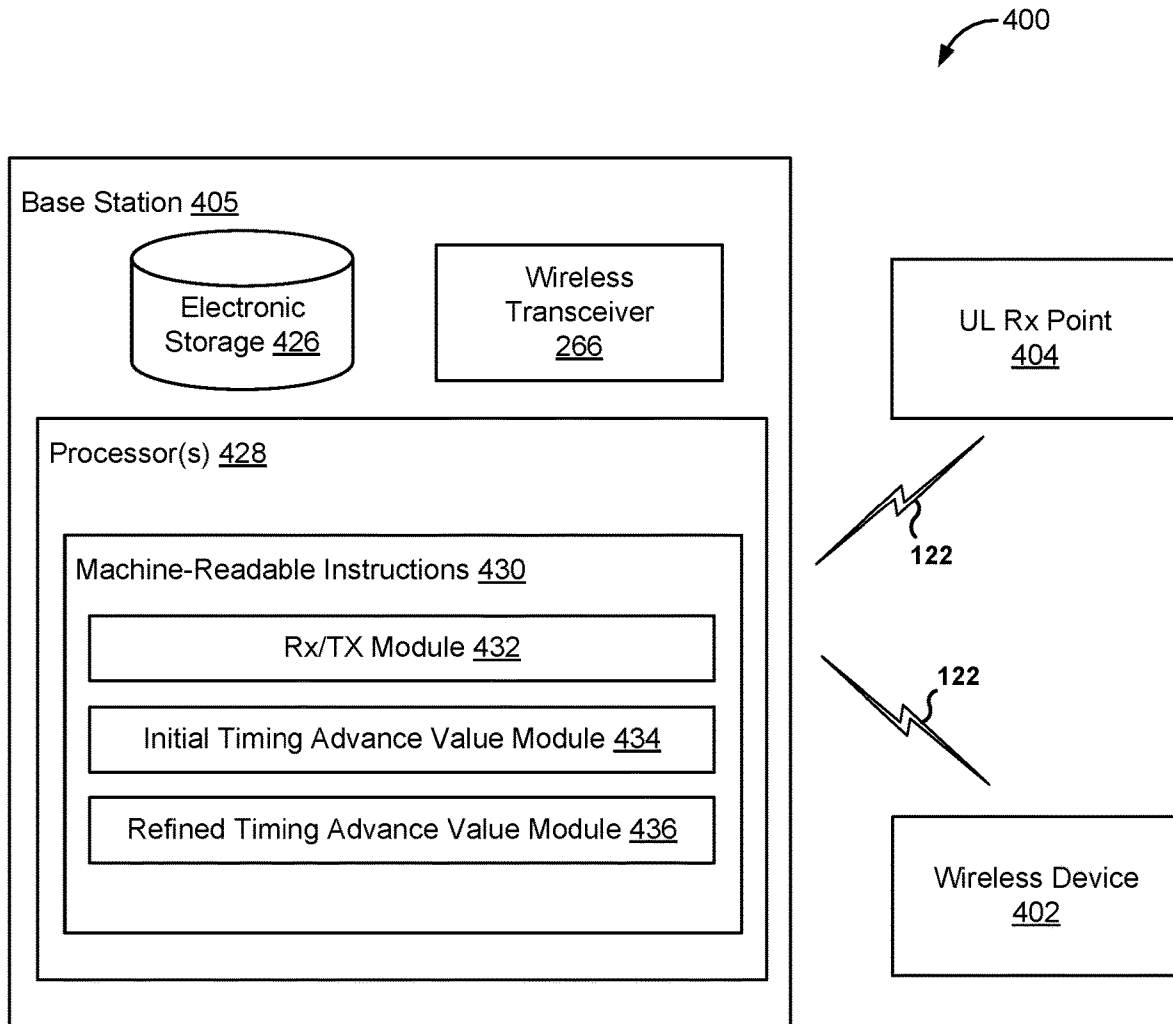 400
Base Station 405
Electronic
Storage 426
Wireless
Transceiver
266
UL Rx Point
404
Processor(s) 428
122
Machine-Readable Instructions 430
Rx/TX Module 432
Initial Timing Advance Value Module 434
Refined Timing Advance Value Module 436
122
Wireless Device
402